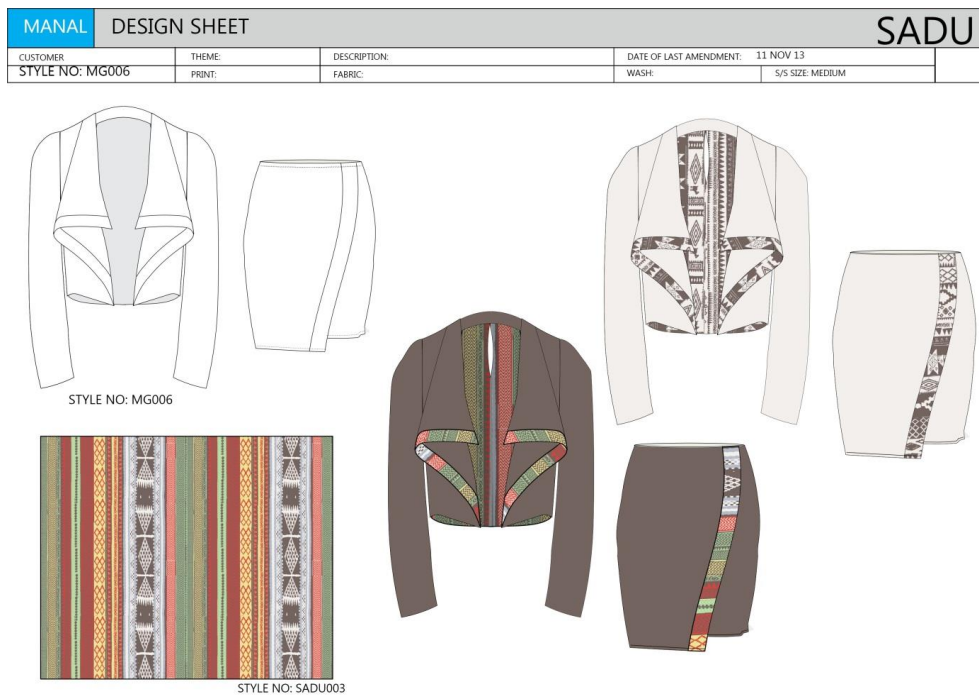 MANAL DESIGN SHEET SADU
CUSTOMER THEME: DESCRIPTION: DATE OF LAST AMENDMENT: 11 NOV 13
STYLE NO: MG006 PRINT: FABRIC: WASH: S/S SIZE: MEDIUM
STYLE NO: MG006
STYLE NO: SADU003